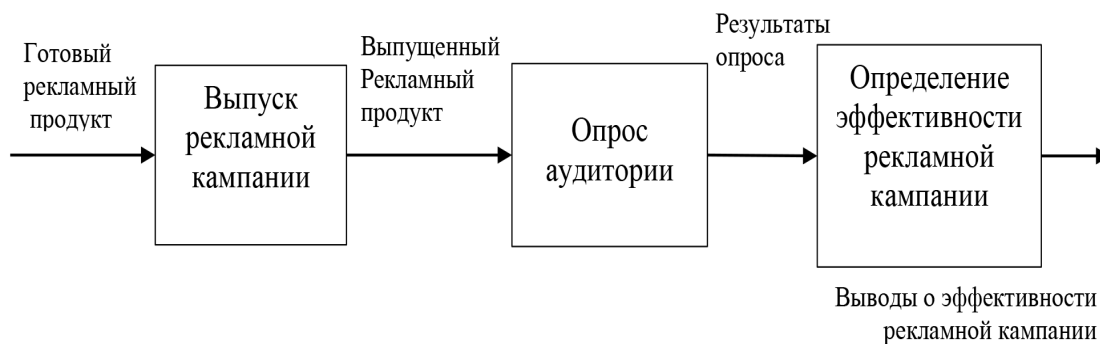 Готовый
рекламный
продукт
Выпуск
рекламной
кампании
Выпущенный
Рекламный
продукт
Опрос
аудитории
Результаты
опроса
Определение
эффективности
рекламной
кампании
Выводы о эффективности
рекламной кампании